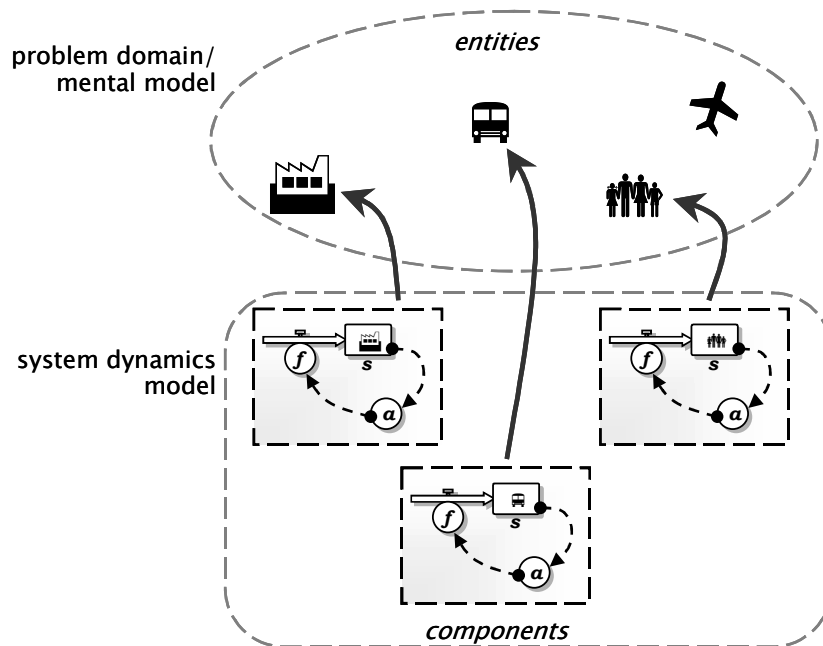 entities
problem domain/
mental model
system dynamics
model
s
f
a
s
f
a
s
f
a
components